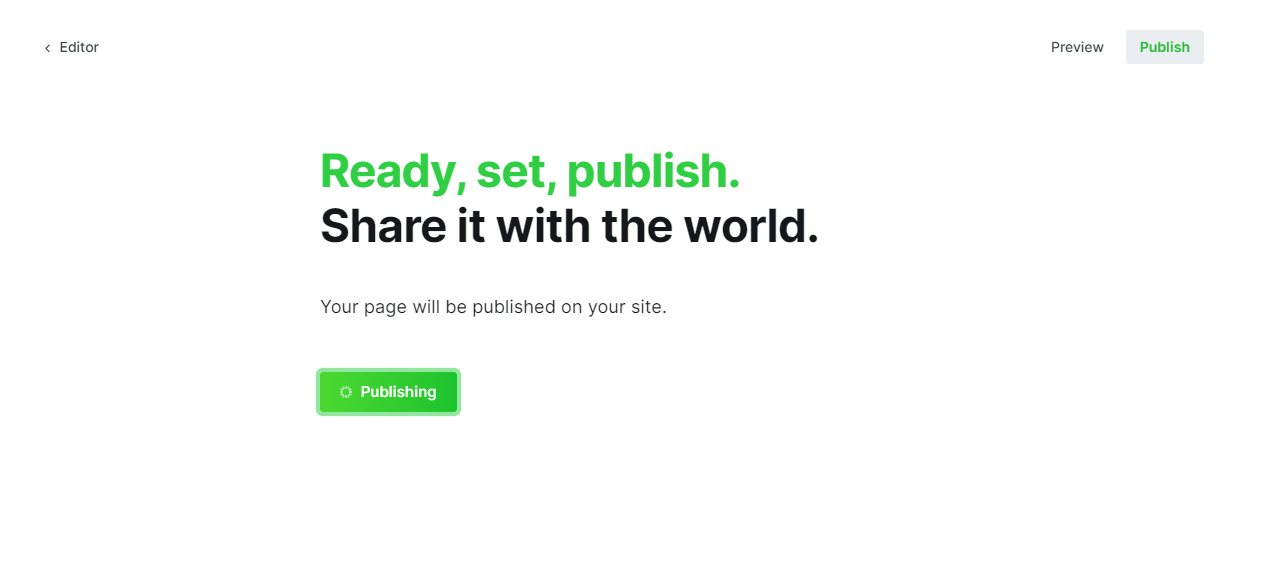 Editor
Preview
Publish
Ready, set, publish.
Share it with the world.
Your page will be published on your site.
Publishing